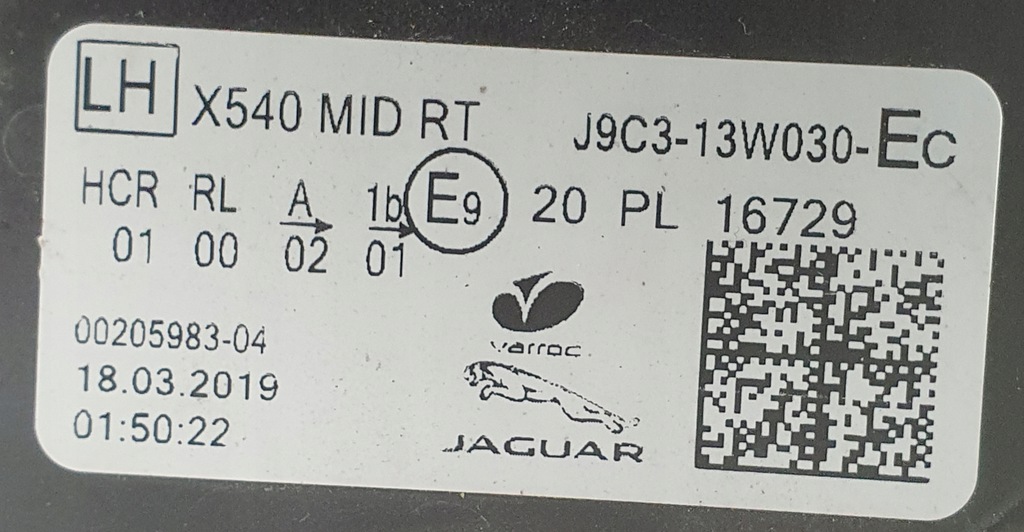 LH X540 MID RT J9C3-13W030-EC
HCR RL A 1b E9 20 PL 16729
01 00 02 01
00205983-04
18.03.2019
01:50:22
varroc
JAGUAR